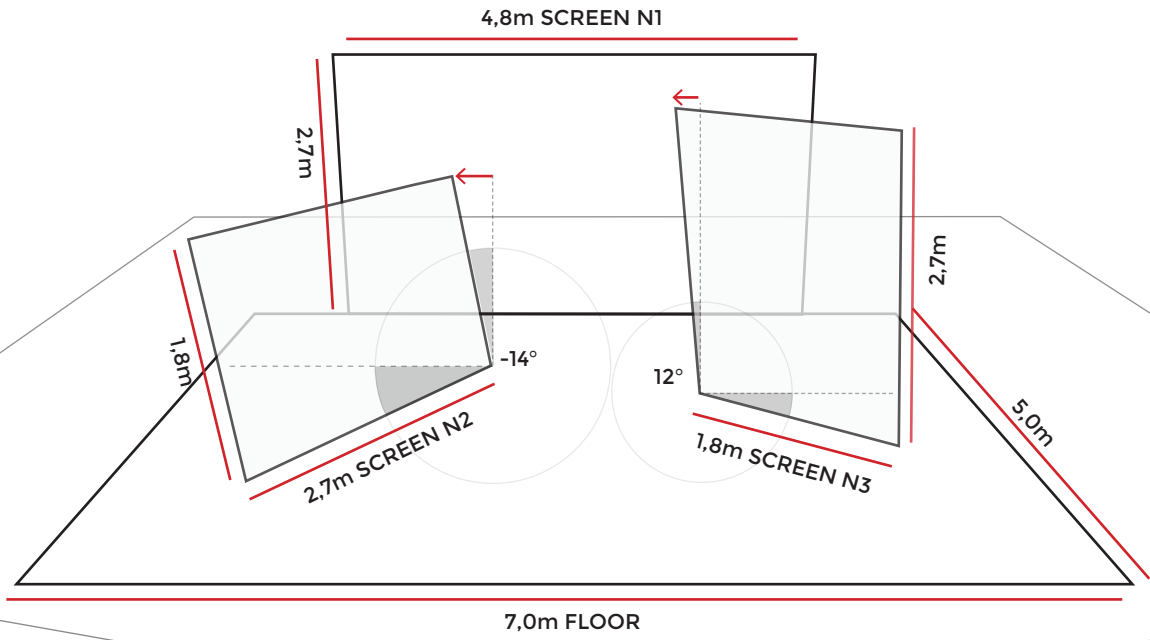 4,8m SCREEN N1
2,7m
2,7m
1,8m
-14°
12°
2,7m SCREEN N2
1,8m SCREEN N3
5,0m
7,0m FLOOR